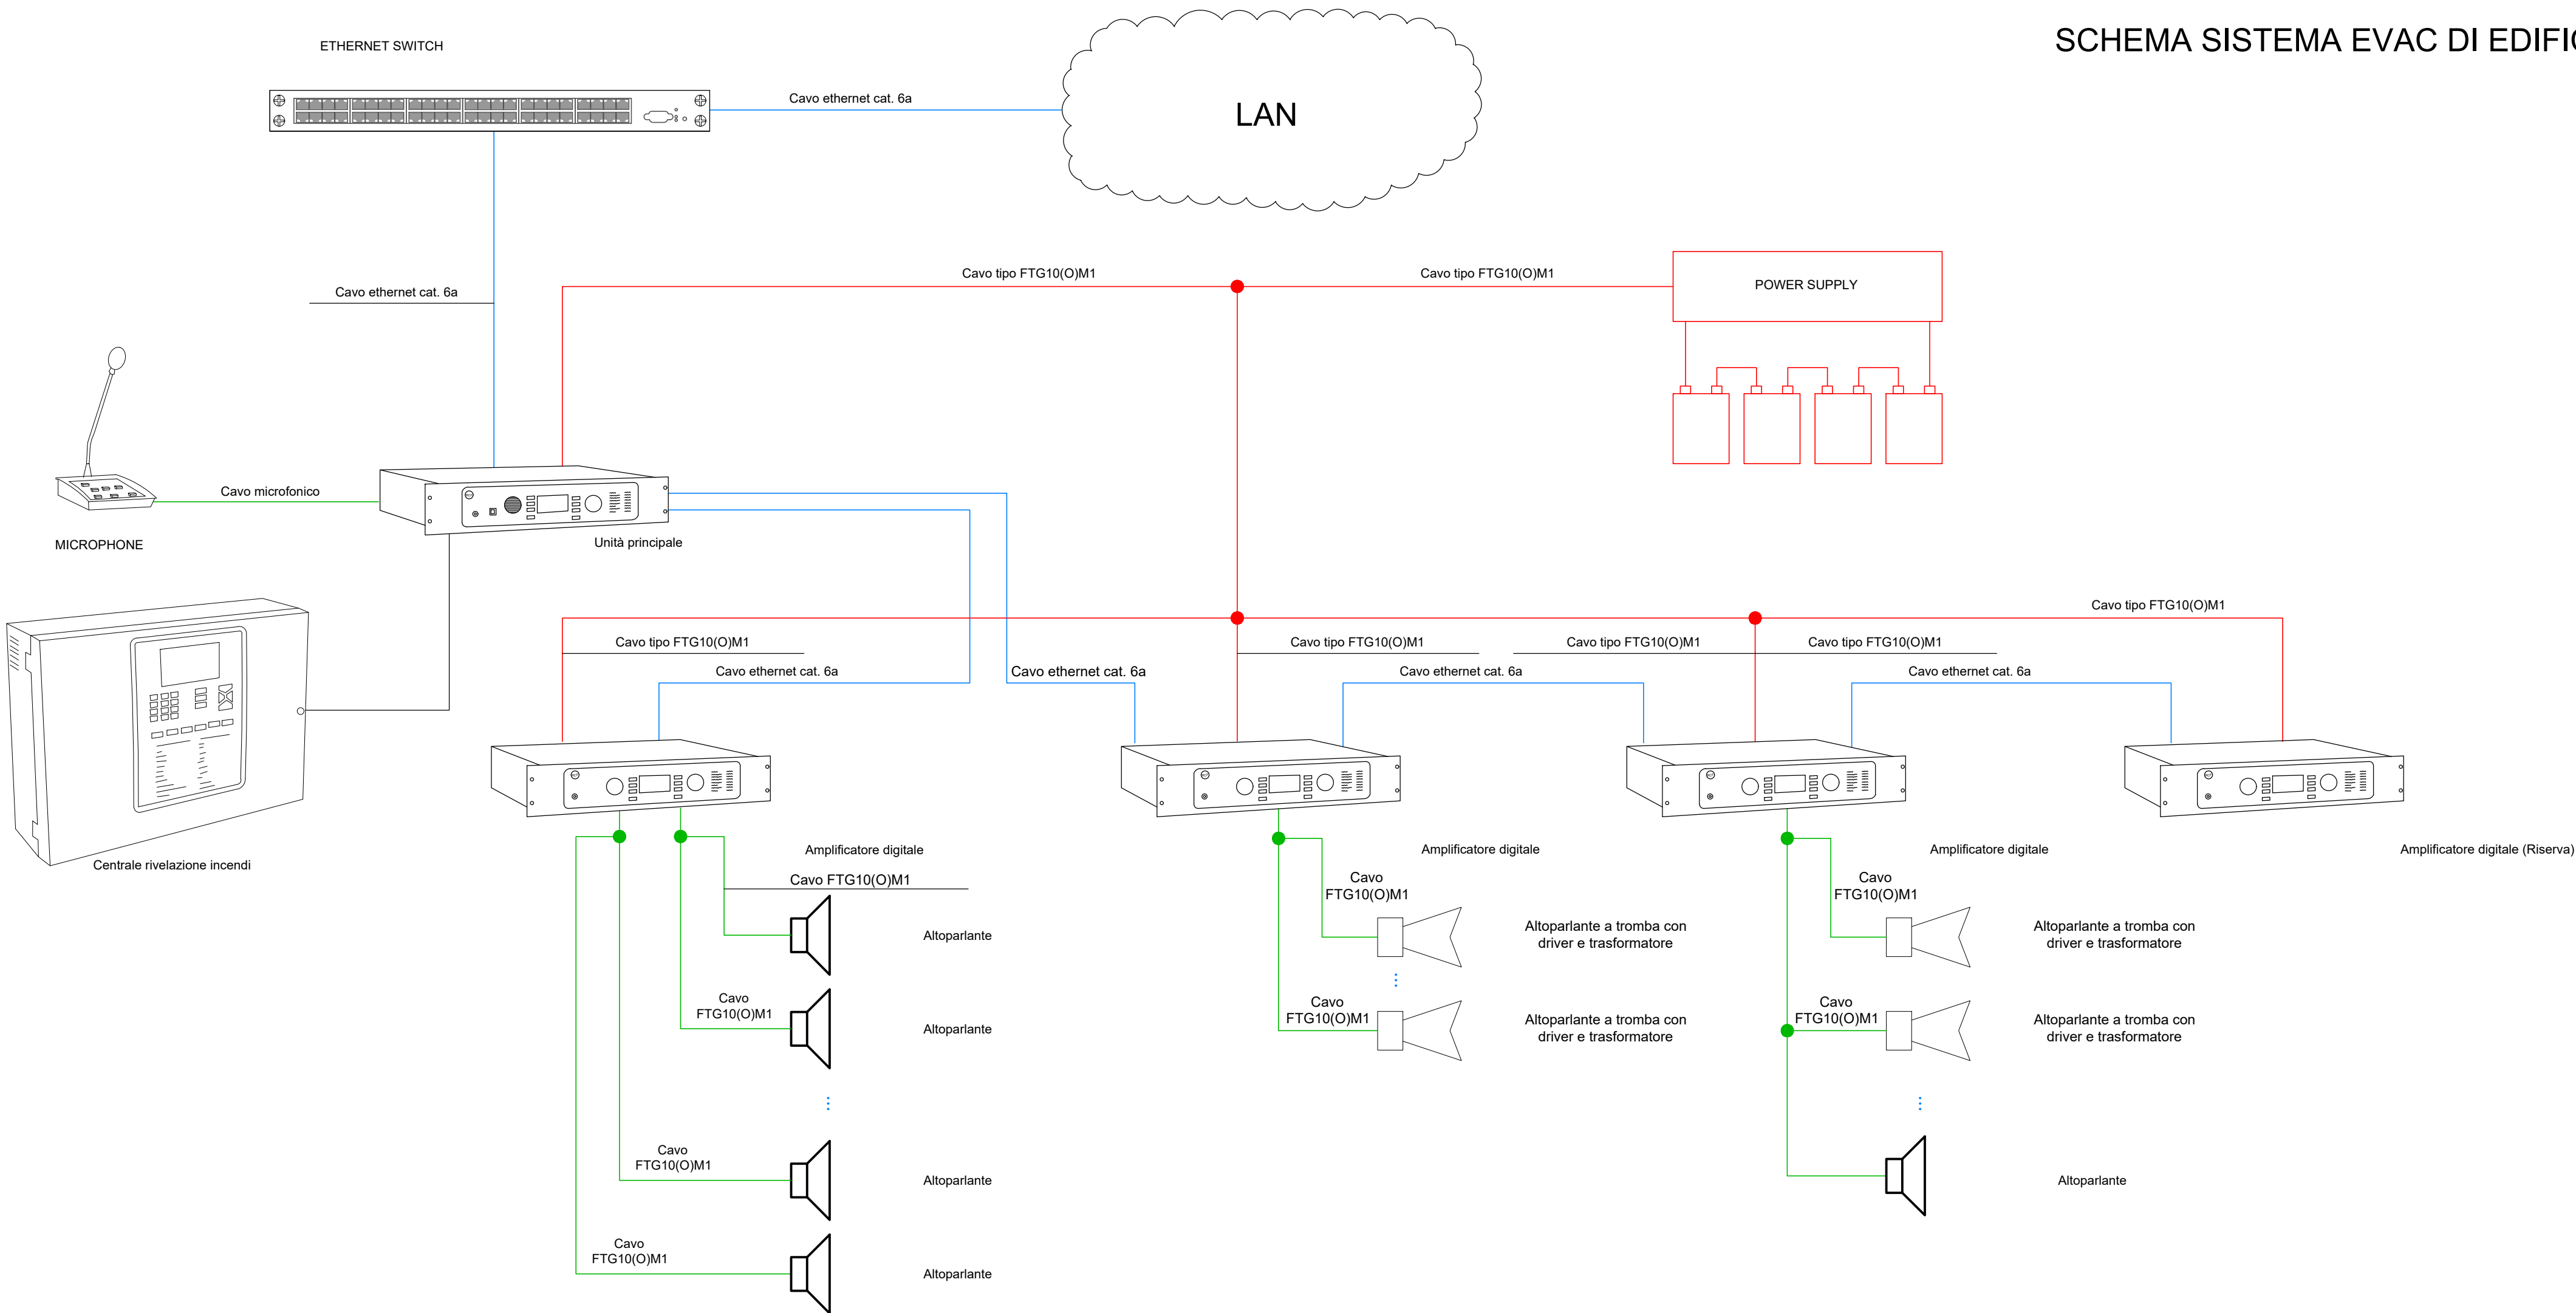 SCHEMA SISTEMA EVAC DI EDIFI
ETHERNET SWITCH
Cavo ethernet cat. 6a
LAN
Cavo tipo FTG10(O)M1
Cavo tipo FTG10(O)M1
POWER SUPPLY
Cavo ethernet cat. 6a
Cavo microfonico
MICROPHONE
Unità principale
Cavo tipo FTG10(O)M1
Cavo tipo FTG10(O)M1
Cavo tipo FTG10(O)M1
Cavo tipo FTG10(O)M1
Cavo tipo FTG10(O)M1
Cavo ethernet cat. 6a
Cavo ethernet cat. 6a
Cavo ethernet cat. 6a
Cavo ethernet cat. 6a
Centrale rivelazione incendi
Amplificatore digitale
Amplificatore digitale
Amplificatore digitale
Amplificatore digitale (Riserva)
Cavo FTG10(O)M1
Cavo
FTG10(O)M1
Cavo
FTG10(O)M1
Altoparlante
Altoparlante a tromba con
driver e trasformatore
Altoparlante a tromba con
driver e trasformatore
Cavo
FTG10(O)M1
Cavo
FTG10(O)M1
Cavo
FTG10(O)M1
Altoparlante
Altoparlante a tromba con
driver e trasformatore
Altoparlante a tromba con
driver e trasformatore
Cavo
FTG10(O)M1
Altoparlante
Altoparlante
Cavo
FTG10(O)M1
Altoparlante